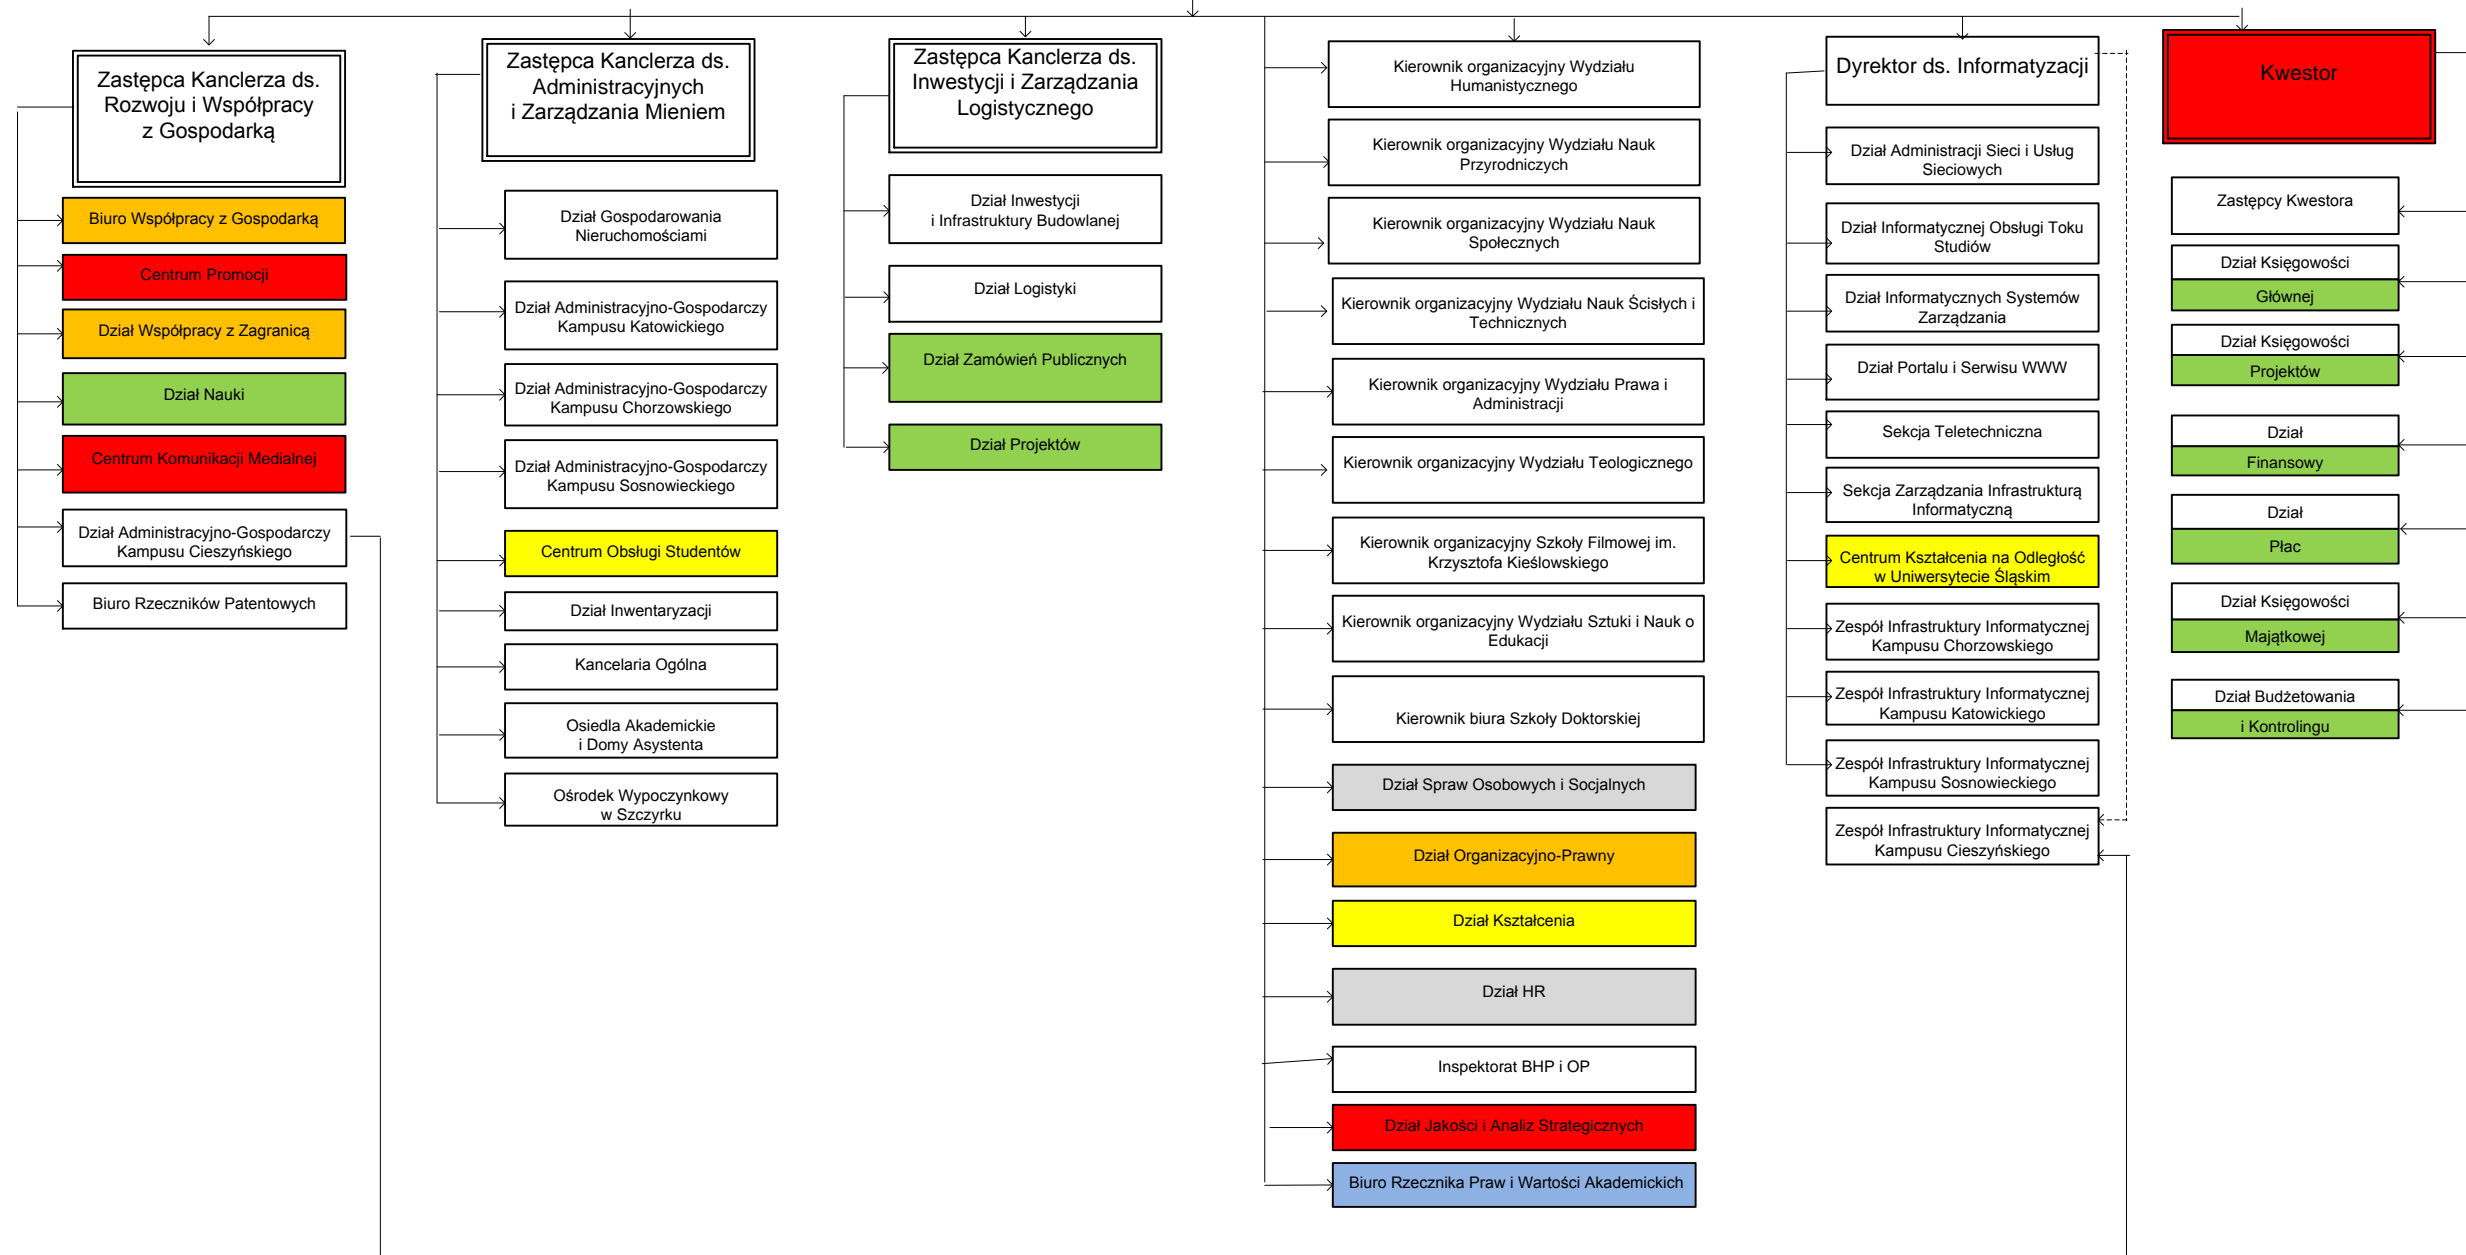 Zastępca Kanclerza ds.
Rozwoju i Współpracy
z Gospodarką
Biuro Współpracy z Gospodarką
Centrum Promocji
Dział Współpracy z Zagranicą
Dział Nauki
Centrum Komunikacji Medialnej
Dział Administracyjno-Gospodarczy
Kampusu Cieszyńskiego
Biuro Rzeczników Patentowych
Zastępca Kanclerza ds.
Administracyjnych
i Zarządzania Mieniem
Dział Gospodarowania
Nieruchomościami
Dział Administracyjno-Gospodarczy
Kampusu Katowickiego
Dział Administracyjno-Gospodarczy
Kampusu Chorzowskiego
Dział Administracyjno-Gospodarczy
Kampusu Sosnowieckiego
Centrum Obsługi Studentów
Dział Inwentaryzacji
Kancelaria Ogólna
Osiedla Akademickie
i Domy Asystenta
Ośrodek Wypoczynkowy
w Szczyrku
Zastępca Kanclerza ds.
Inwestycji i Zarządzania
Logistycznego
Dział Inwestycji
i Infrastruktury Budowlanej
Dział Logistyki
Dział Zamówień Publicznych
Dział Projektów
Kierownik organizacyjny Wydziału
Humanistycznego
Kierownik organizacyjny Wydziału Nauk
Przyrodniczych
Kierownik organizacyjny Wydziału Nauk
Społecznych
Kierownik organizacyjny Wydziału Nauk Ścisłych i
Technicznych
Kierownik organizacyjny Wydziału Prawa i
Administracji
Kierownik organizacyjny Wydziału Teologicznego
Kierownik organizacyjny Szkoły Filmowej im.
Krzysztofa Kieślowskiego
Kierownik organizacyjny Wydziału Sztuki i Nauk o
Edukacji
Kierownik biura Szkoły Doktorskiej
Dział Spraw Osobowych i Socjalnych
Dział Organizacyjno-Prawny
Dział Kształcenia
Dział HR
Inspektorat BHP i OP
Dział Jakości i Analiz Strategicznych
Biuro Rzecznika Praw i Wartości Akademickich
Dyrektor ds. Informatyzacji
Dział Administracji Sieci i Usług
Sieciowych
Dział Informatycznej Obsługi Toku
Studiów
Dział Informatycznych Systemów
Zarządzania
Dział Portalu i Serwisu WWW
Sekcja Teletechniczna
Sekcja Zarządzania Infrastrukturą
Informatyczną
Centrum Kształcenia na Odległość
w Uniwersytecie Śląskim
Zespół Infrastruktury Informatycznej
Kampusu Chorzowskiego
Zespół Infrastruktury Informatycznej
Kampusu Katowickiego
Zespół Infrastruktury Informatycznej
Kampusu Sosnowieckiego
Zespół Infrastruktury Informatycznej
Kampusu Cieszyńskiego
Kwestor
Zastępcy Kwestora
Dział Księgowości
Głównej
Dział Księgowości
Projektów
Dział
Finansowy
Dział
Płac
Dział Księgowości
Majątkowej
Dział Budżetowania
i Kontrolingu